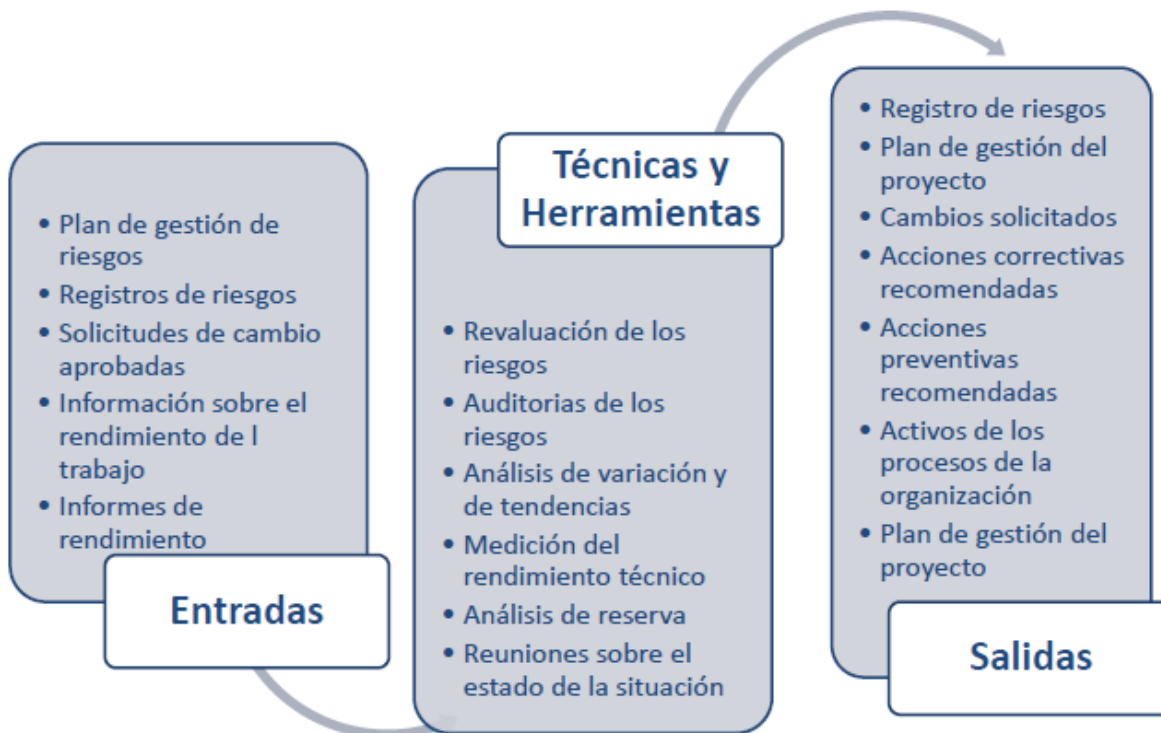 • Plan de gestión de
riesgos
• Registros de riesgos
• Solicitudes de cambio
aprobadas
• Información sobre el
rendimiento de l
trabajo
• Informes de
rendimiento
Entradas
Técnicas y
Herramientas
• Revaluación de los
riesgos
• Auditorias de los
riesgos
• Análisis de variación y
de tendencias
• Medición del
rendimiento técnico
• Análisis de reserva
• Reuniones sobre el
estado de la situación
• Registro de riesgos
• Plan de gestión del
proyecto
• Cambios solicitados
• Acciones correctivas
recomendadas
• Acciones
preventivas
recomendadas
• Activos de los
procesos de la
organización
• Plan de gestión del
proyecto
Salidas